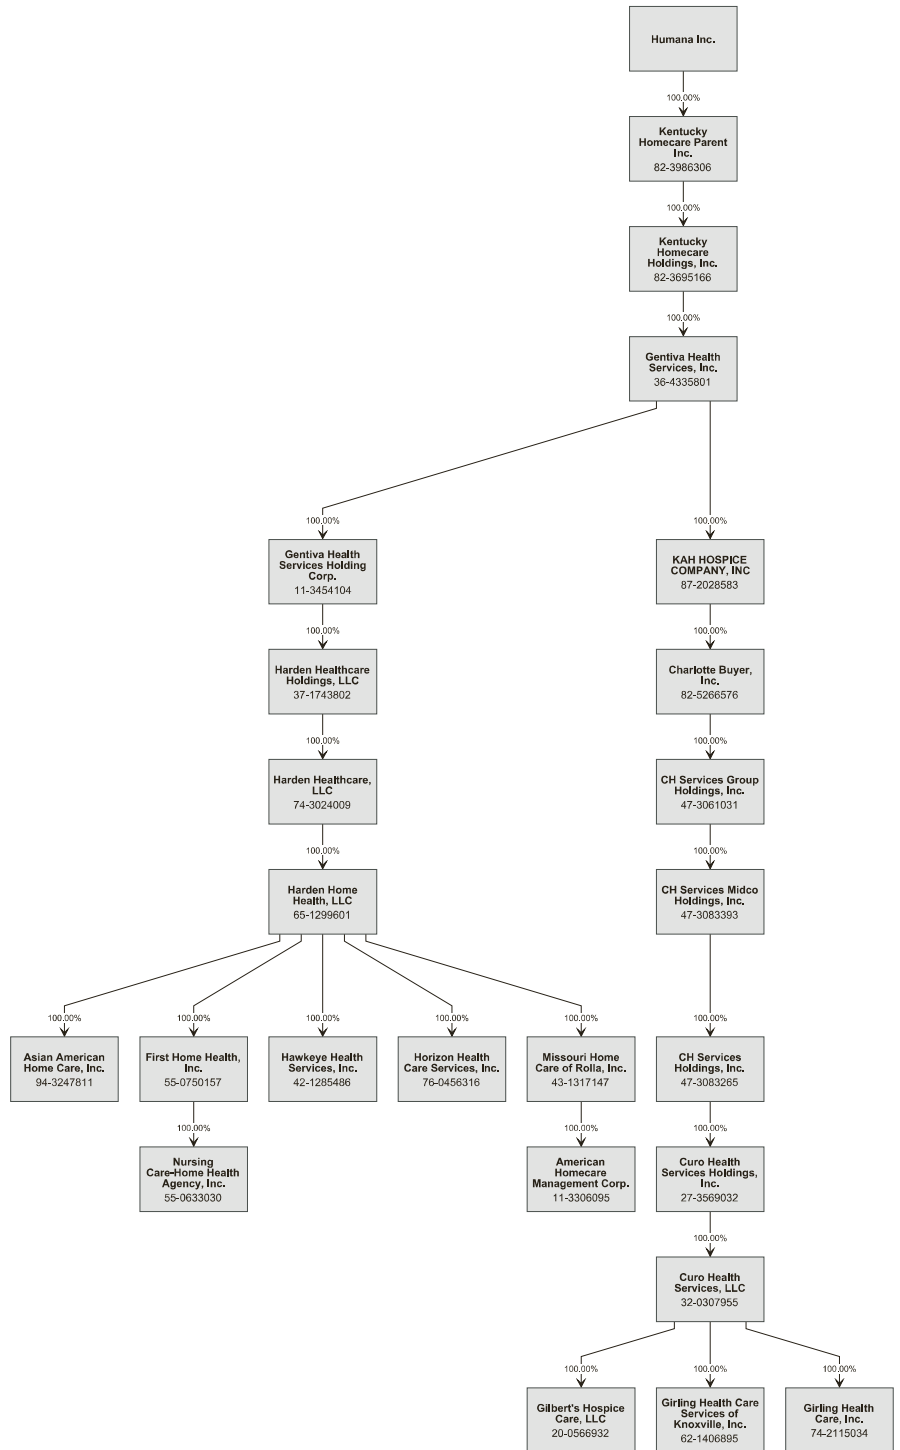 Humana Inc.
100.00%
Kentucky
Homecare Parent
Inc.
82-3986306
100.00%
Kentucky
Homecare
Holdings, Inc.
82-3695166
100.00%
Gentiva Health
Services, Inc.
36-4335801
100.00%
100.00%
Gentiva Health
Services Holding
Corp.
11-3454104
KAH HOSPICE
COMPANY, INC
87-2028583
100.00%
100.00%
Harden Healthcare
Holdings, LLC
37-1743802
Charlotte Buyer,
Inc.
82-5266576
100.00%
100.00%
Harden Healthcare,
LLC
74-3024009
CH Services Group
Holdings, Inc.
47-3061031
100.00%
100.00%
Harden Home
Health, LLC
65-1299601
CH Services Midco
Holdings, Inc.
47-3083393
100.00%
100.00%
100.00%
100.00%
100.00%
100.00%
Asian American
Home Care, Inc.
94-3247811
First Home Health,
Inc.
55-0750157
Hawkeye Health
Services, Inc.
42-1285486
Horizon Health
Care Services, Inc.
76-0456316
Missouri Home
Care of Rolla, Inc.
43-1317147
CH Services
Holdings, Inc.
47-3083265
100.00%
100.00%
100.00%
Nursing
Care-Home Health
Agency, Inc.
55-0633030
American
Homecare
Management Corp.
11-3306095
Curo Health
Services Holdings,
Inc.
27-3569032
100.00%
Curo Health
Services, LLC
32-0307955
100.00%
100.00%
100.00%
Gilbert's Hospice
Care, LLC
20-0566932
Girling Health Care
Services of
Knoxville, Inc.
62-1406895
Girling Health
Care, Inc.
74-2115034